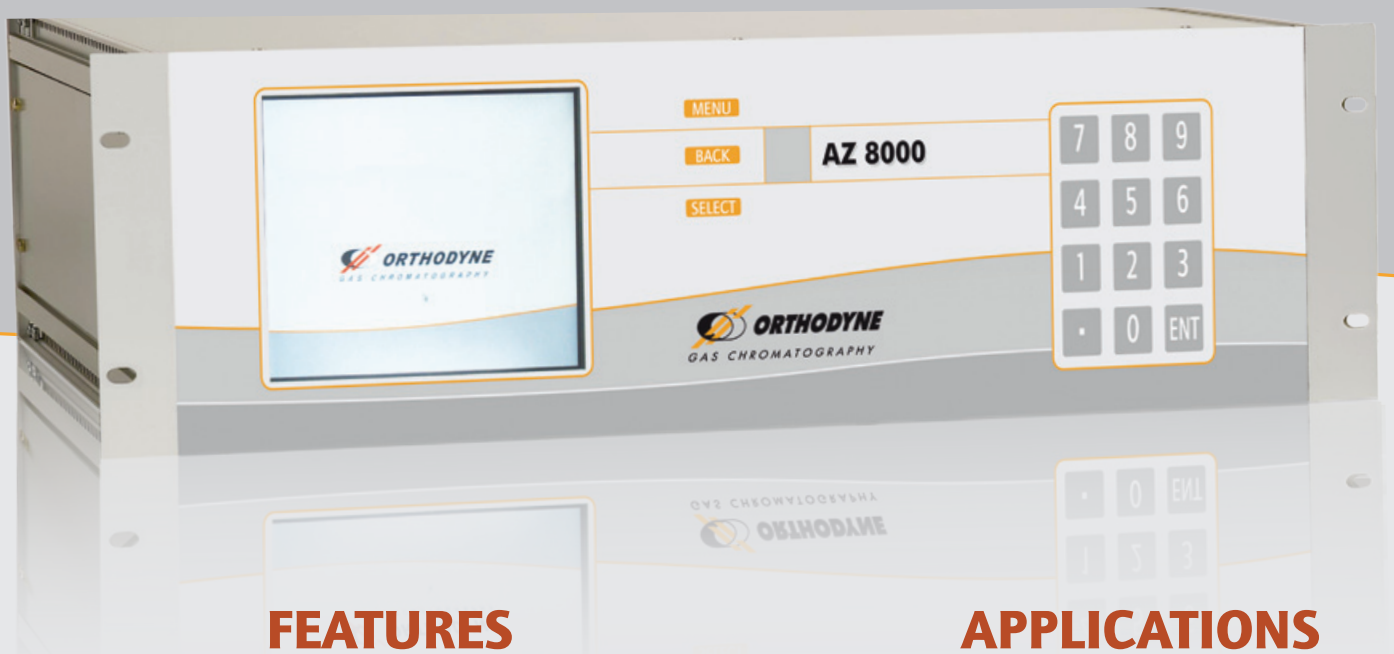 MENU
BACK
SELECT
AZ 8000
ORTHODYNE
GAS CHROMATOGRAPHY
ORTHODYNE
GAS CHROMATOGRAPHY
7 8 9
4 5 6
1 2 3
. 0 ENT
FEATURES
APPLICATIONS